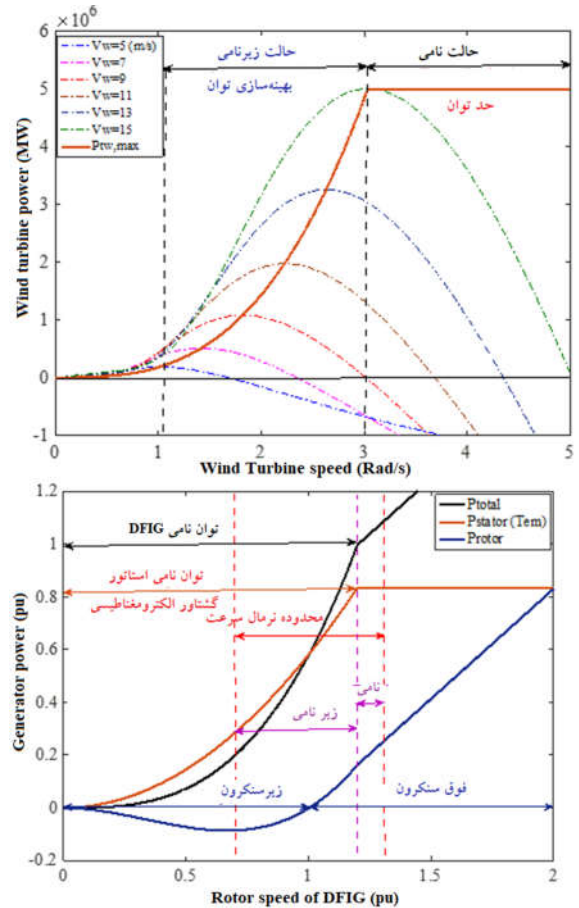 ×10⁶
6
5
4
3
2
1
0
-1
Wind turbine power (MW)
Vw=5 (m/s)
Vw=7
Vw=9
Vw=11
Vw=13
Vw=15
Ptw,max
حالت زیرنامی
بهینه‌سازی توان
حالت نامی
حد توان
0 1 2 3 4 5
Wind Turbine speed (Rad/s)
1.2
1
0.8
0.6
0.4
0.2
0
-0.2
Generator power (pu)
Ptotal
Pstator (Tem)
Protor
توان نامی DFIG
توان نامی استاتور
گشتاور الکترومغناطیسی
محدوده نرمال سرعت
نامی
زیر نامی
زیرسنکرون
فوق سنکرون
0 0.5 1 1.5 2
Rotor speed of DFIG (pu)